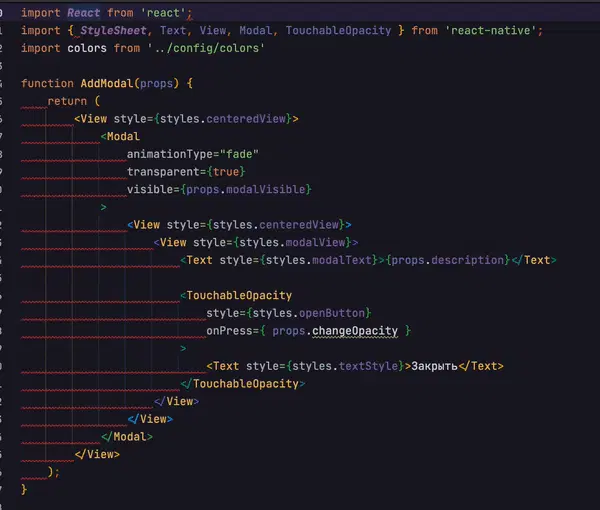 import React from 'react';
import { StyleSheet, Text, View, Modal, TouchableOpacity } from 'react-native';
import colors from '../config/colors'
function AddModal(props) {
return (
<View style={styles.centeredView}>
<Modal
animationType="fade"
transparent={true}
visible={props.modalVisible}
>
<View style={styles.centeredView}>
<View style={styles.modalView}>
<Text style={styles.modalText}>{props.description}</Text>
<TouchableOpacity
style={styles.openButton}
onPress={ props.changeOpacity }
>
<Text style={styles.textStyle}>Закрыть</Text>
</TouchableOpacity>
</View>
</View>
</Modal>
</View>
);
}